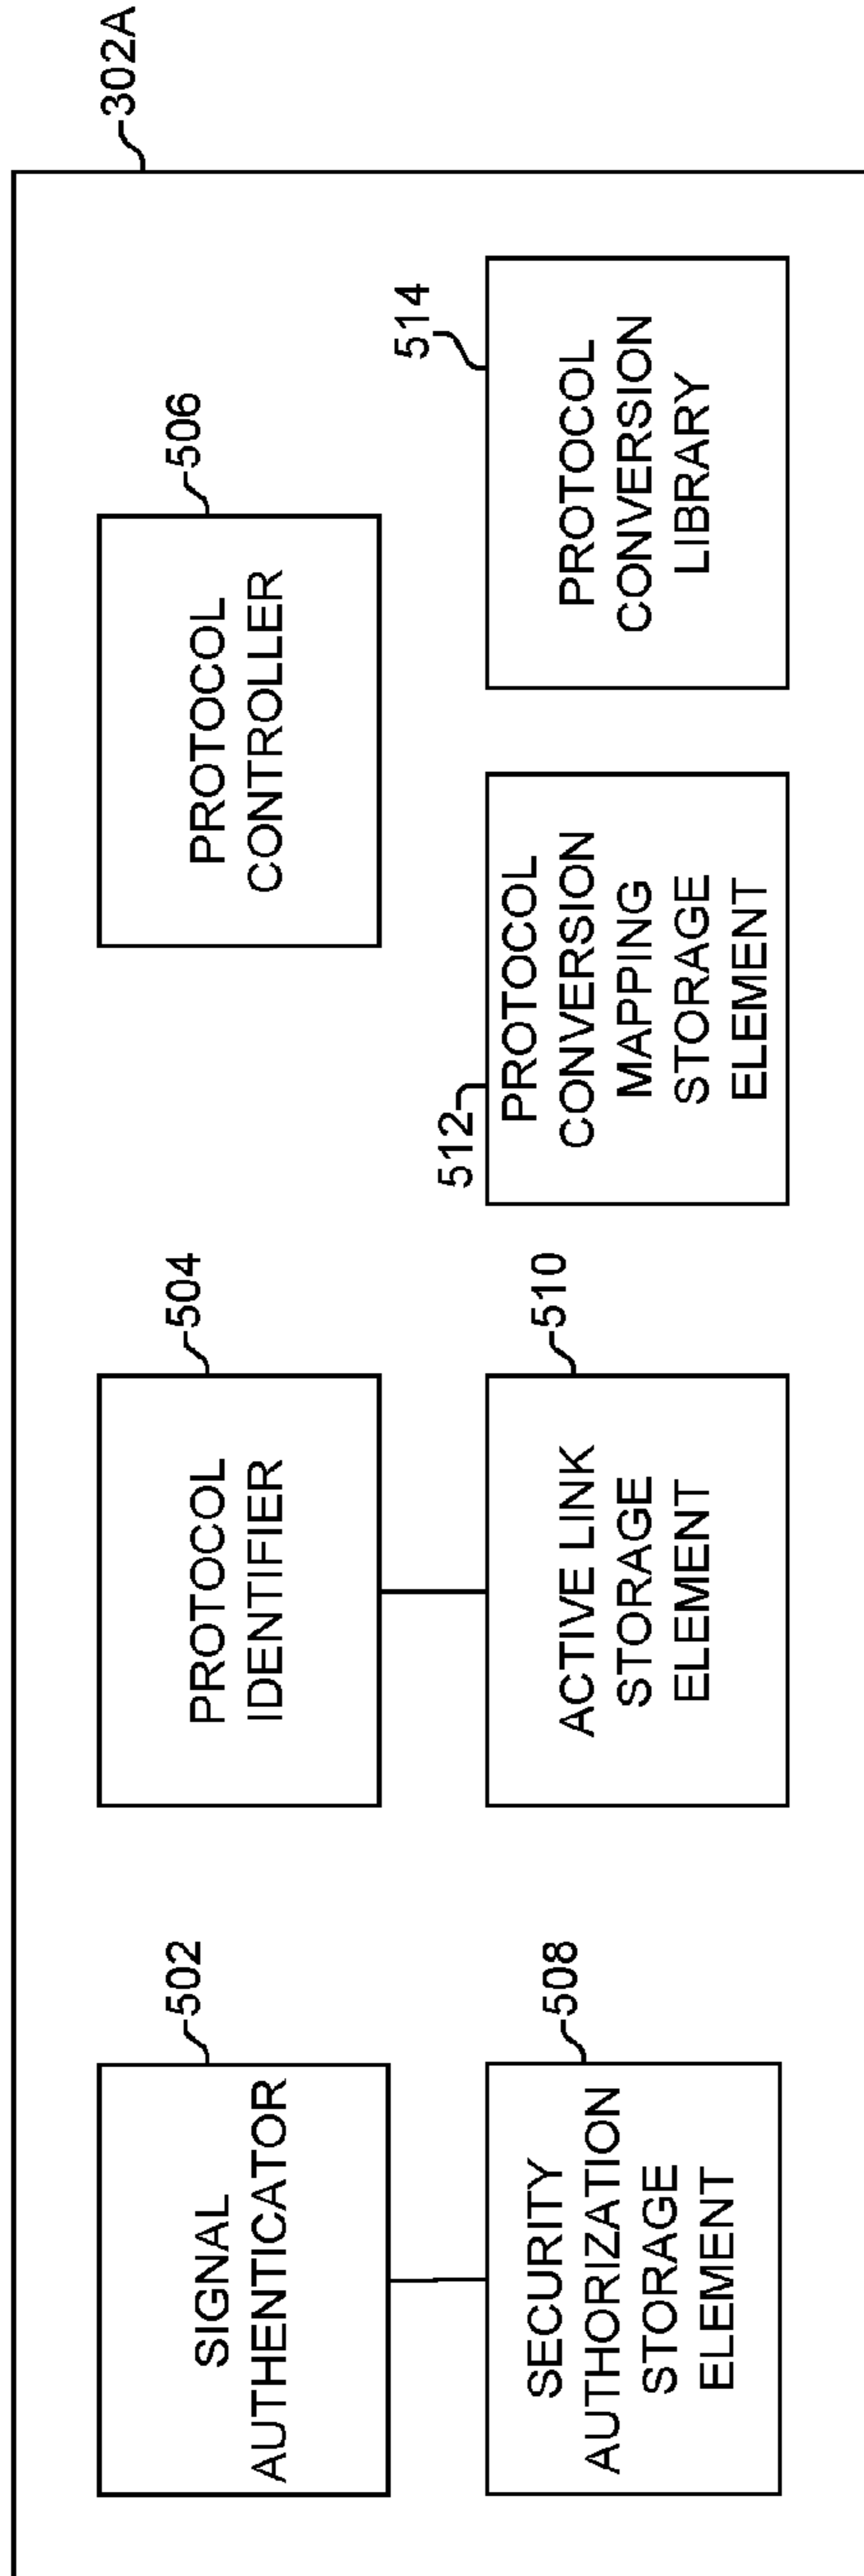 302A
502
SIGNAL
AUTHENTICATOR
504
PROTOCOL
IDENTIFIER
506
PROTOCOL
CONTROLLER
508
SECURITY
AUTHORIZATION
STORAGE
ELEMENT
510
ACTIVE LINK
STORAGE
ELEMENT
512
PROTOCOL
CONVERSION
MAPPING
STORAGE
ELEMENT
514
PROTOCOL
CONVERSION
LIBRARY